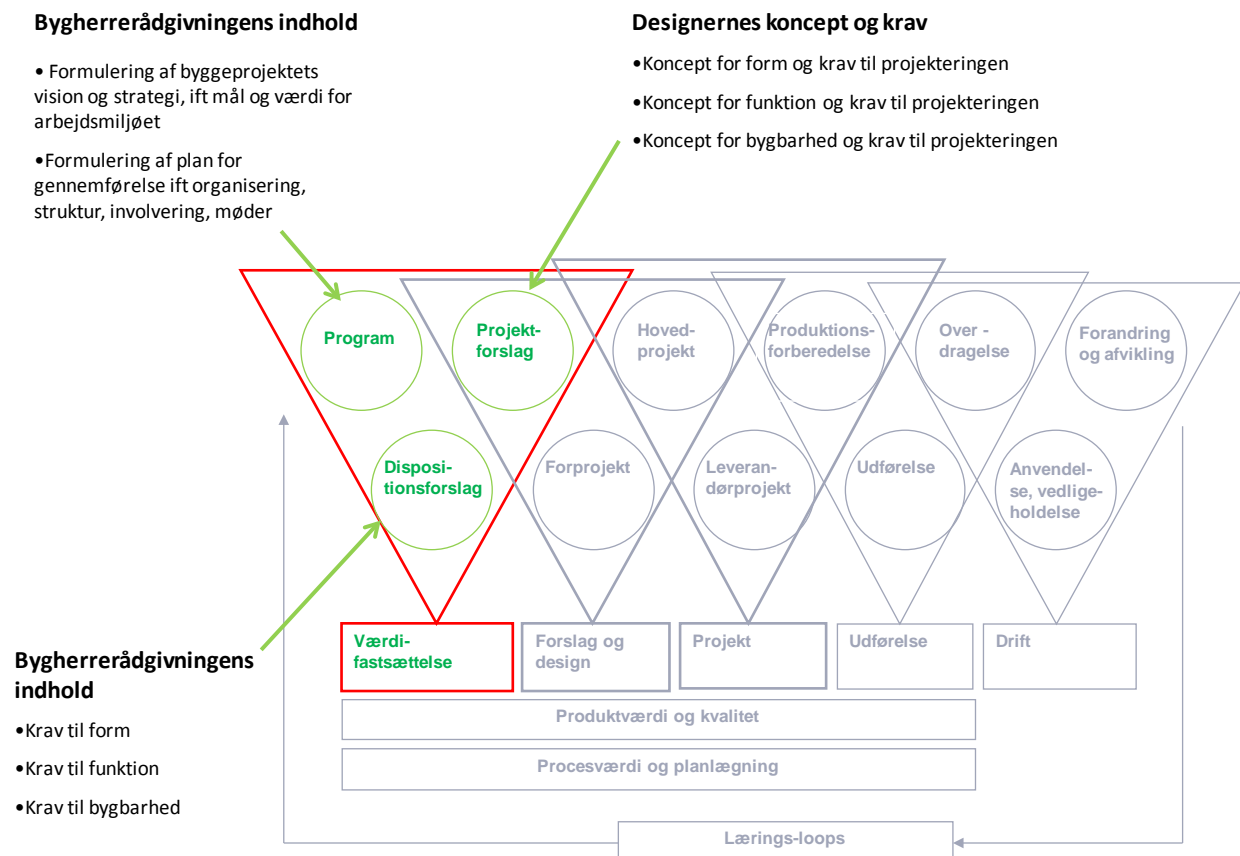 Bygherrerådgivningens indhold
• Formulering af byggeprojektets
vision og strategi, ift mål og værdi for
arbejdsmiljøet
•Formulering af plan for
gennemførelse ift organisering,
struktur, involvering, møder
Designernes koncept og krav
•Koncept for form og krav til projekteringen
•Koncept for funktion og krav til projekteringen
•Koncept for bygbarhed og krav til projekteringen
Program
Projekt-
forslag
Hoved-
projekt
Produktions-
forberedelse
Over -
dragelse
Forandring
og afvikling
Disposi-
tionsforslag
Forprojekt
Leveran-
dørprojekt
Udførelse
Anvendel-
se, vedlige-
holdelse
Værdi-
fastsættelse
Forslag og
design
Projekt
Udførelse
Drift
Bygherrerådgivningens
indhold
•Krav til form
•Krav til funktion
•Krav til bygbarhed
Produktværdi og kvalitet
Procesværdi og planlægning
Lærings-loops